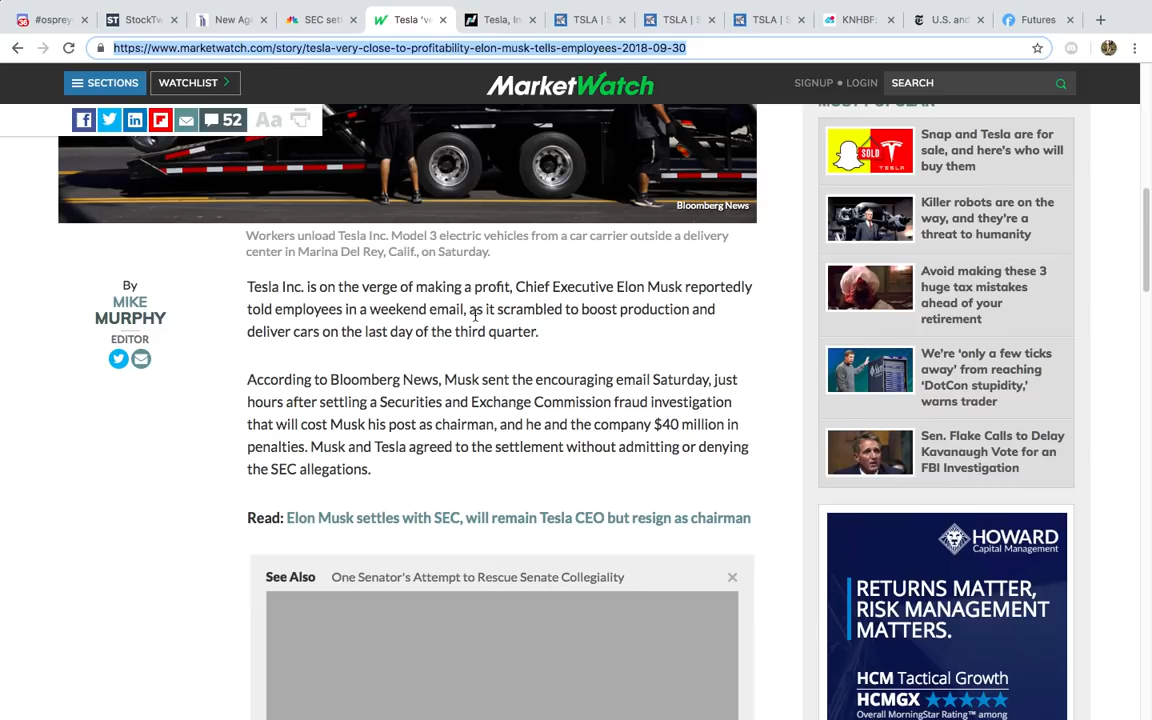 #osprey
StockTw
New Age
SEC sett
Tesla 've
Tesla, In
TSLA | S
TSLA | S
TSLA | S
KNHBF:
U.S. and
Futures
https://www.marketwatch.com/story/tesla-very-close-to-profitability-elon-musk-tells-employees-2018-09-30
SECTIONS
WATCHLIST
MarketWatch
SIGNUP • LOGIN
SEARCH
52
Aa
MOST POPULAR
Bloomberg News
Workers unload Tesla Inc. Model 3 electric vehicles from a car carrier outside a delivery
center in Marina Del Rey, Calif., on Saturday.
By
MIKE
MURPHY
EDITOR
Tesla Inc. is on the verge of making a profit, Chief Executive Elon Musk reportedly
told employees in a weekend email, as it scrambled to boost production and
deliver cars on the last day of the third quarter.
According to Bloomberg News, Musk sent the encouraging email Saturday, just
hours after settling a Securities and Exchange Commission fraud investigation
that will cost Musk his post as chairman, and he and the company $40 million in
penalties. Musk and Tesla agreed to the settlement without admitting or denying
the SEC allegations.
Read: Elon Musk settles with SEC, will remain Tesla CEO but resign as chairman
See Also One Senator's Attempt to Rescue Senate Collegiality
SOLD
TESLA
Snap and Tesla are for
sale, and here's who will
buy them
Killer robots are on the
way, and they're a
threat to humanity
Avoid making these 3
huge tax mistakes
ahead of your
retirement
We're 'only a few ticks
away' from reaching
'DotCon stupidity,'
warns trader
Sen. Flake Calls to Delay
Kavanaugh Vote for an
FBI Investigation
HOWARD
Capital Management
RETURNS MATTER,
RISK MANAGEMENT
MATTERS.
HCM Tactical Growth
HCMGX
Overall MorningStar Rating™ among